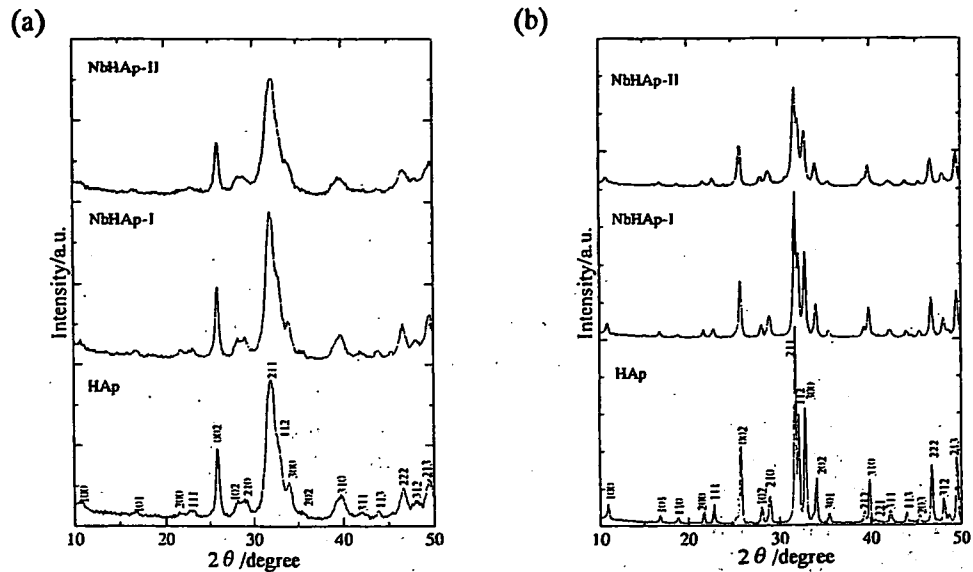 (a)
NbHAp-II
NbHAp-I
HAp
100
101
200
111
002
102
210
211
112
300
202
310
311
113
222
312
213
Intensity/a.u.
10 20 30 40 50
2 θ /degree
(b)
NbHAp-II
NbHAp-I
HAp
100
101
110
200
111
002
102
210
211
112
300
202
301
212
310
221
311
113
203
222
312
213
Intensity/a.u.
10 20 30 40 50
2 θ /degree